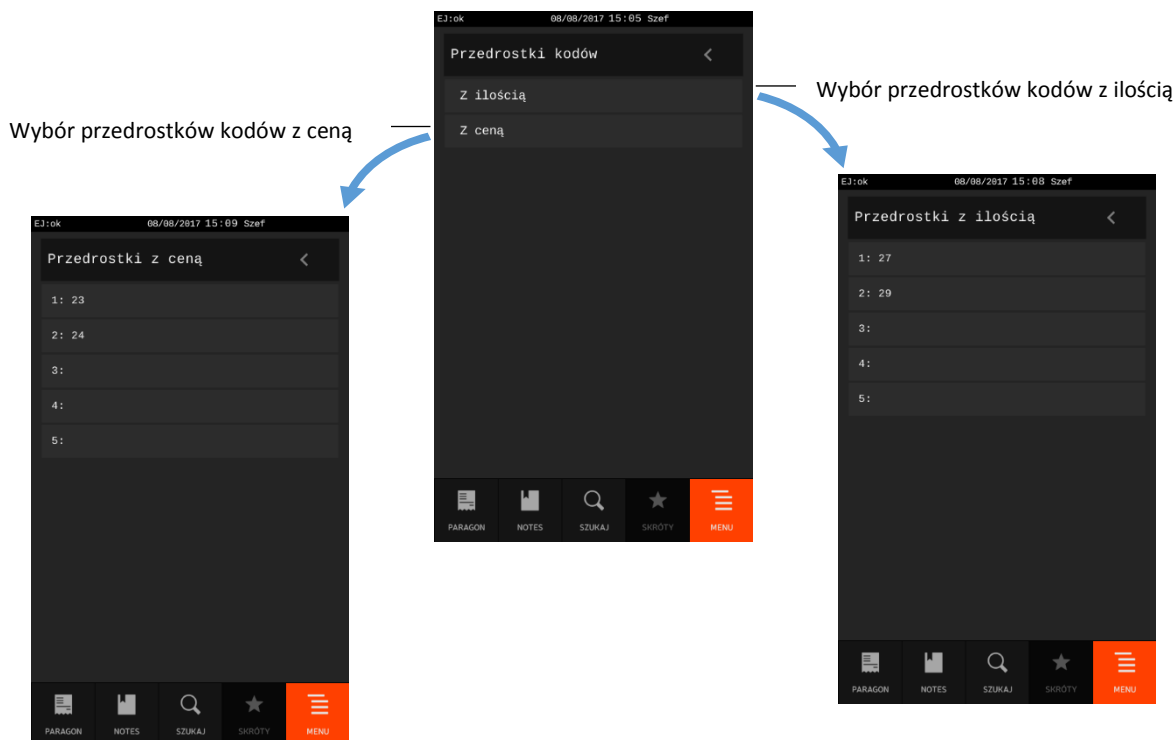 EJ:ok 08/08/2017 15:05 Szef
Przedrostki kodów
Z ilością
Z ceną
PARAGON NOTES SZUKAJ SKRÓTY MENU
Wybór przedrostków kodów z ilością
Wybór przedrostków kodów z ceną
EJ:ok 08/08/2017 15:09 Szef
Przedrostki z ceną
1: 23
2: 24
3:
4:
5:
PARAGON NOTES SZUKAJ SKRÓTY MENU
EJ:ok 08/08/2017 15:08 Szef
Przedrostki z ilością
1: 27
2: 29
3:
4:
5:
PARAGON NOTES SZUKAJ SKRÓTY MENU